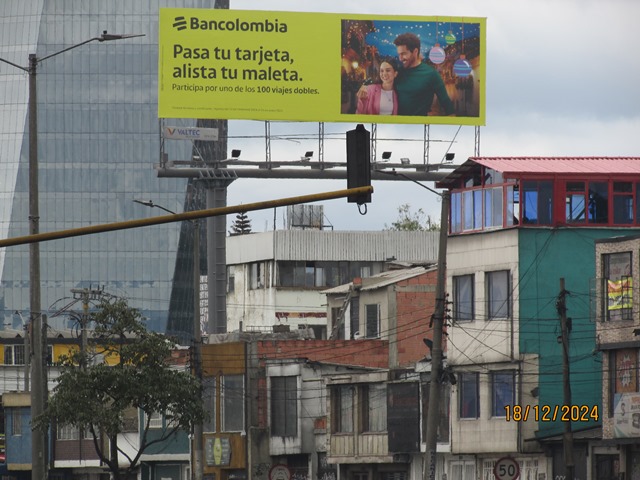 Bancolombia
Pasa tu tarjeta,
alista tu maleta.
Participa por uno de los 100 viajes dobles.
VALTEC
18/12/2024
50